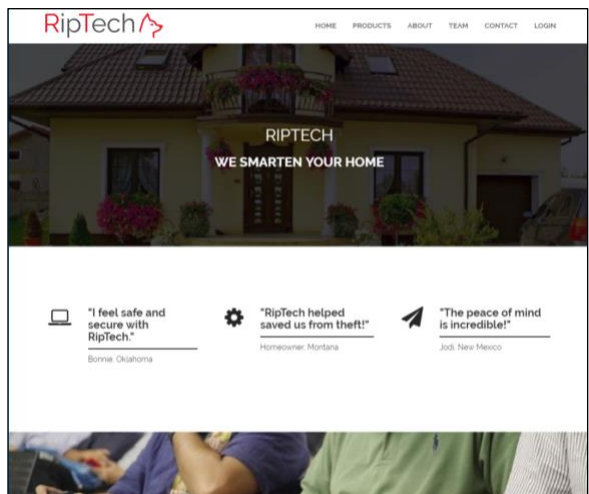 RipTech
HOME PRODUCTS ABOUT TEAM CONTACT LOGIN
RIPTECH
WE SMARTEN YOUR HOME
"I feel safe and
secure with
RipTech."
Bonnie, Oklahoma
"RipTech helped
saved us from theft!"
Homeowner, Montana
"The peace of mind
is incredible!"
Jodi, New Mexico